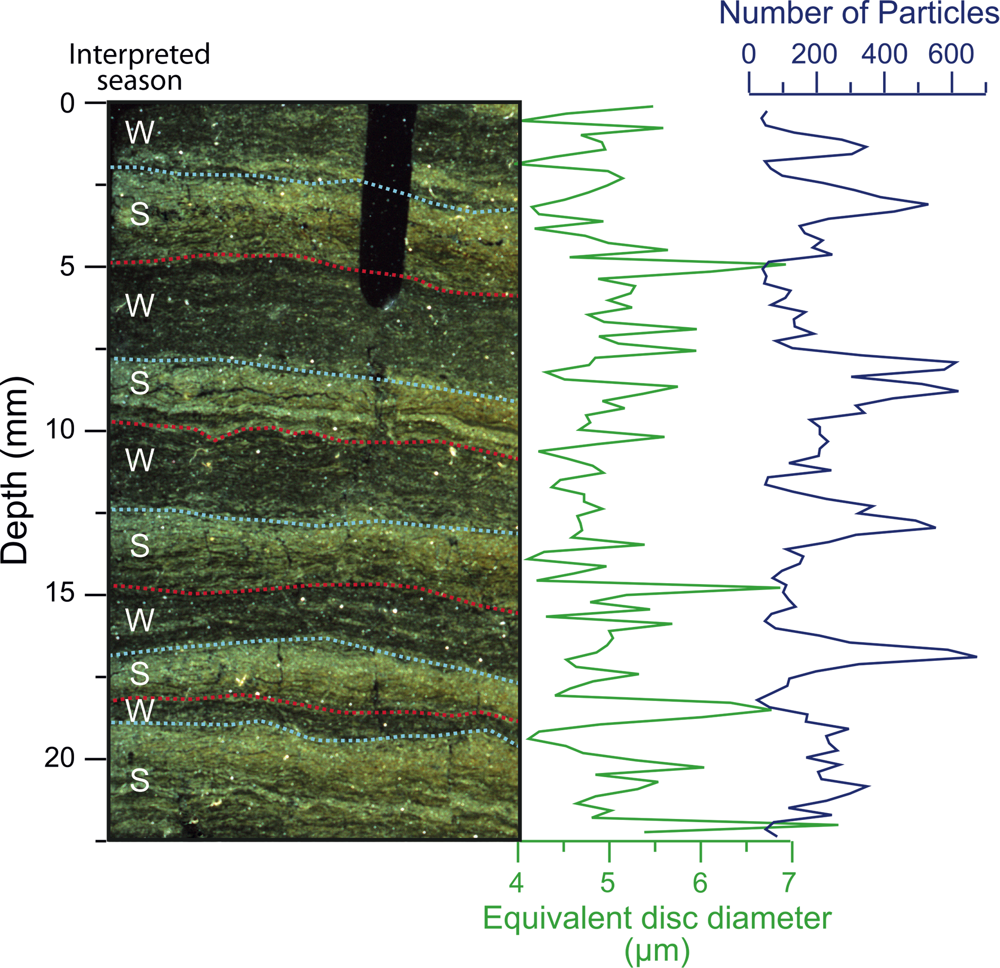 Number of Particles
0 200 400 600
Interpreted
season
0
W
S
5
W
S
10
W
S
15
W
S
W
20
S
Depth (mm)
4 5 6 7
Equivalent disc diameter
(µm)